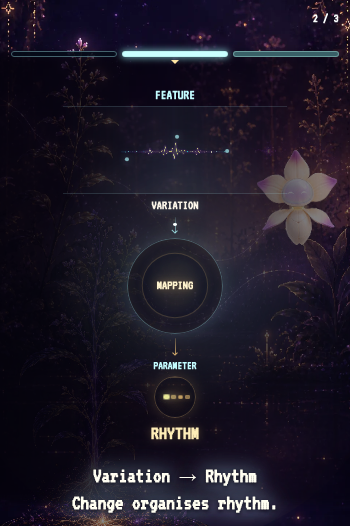 2 / 3
FEATURE
VARIATION
MAPPING
PARAMETER
RHYTHM
Variation → Rhythm
Change organises rhythm.